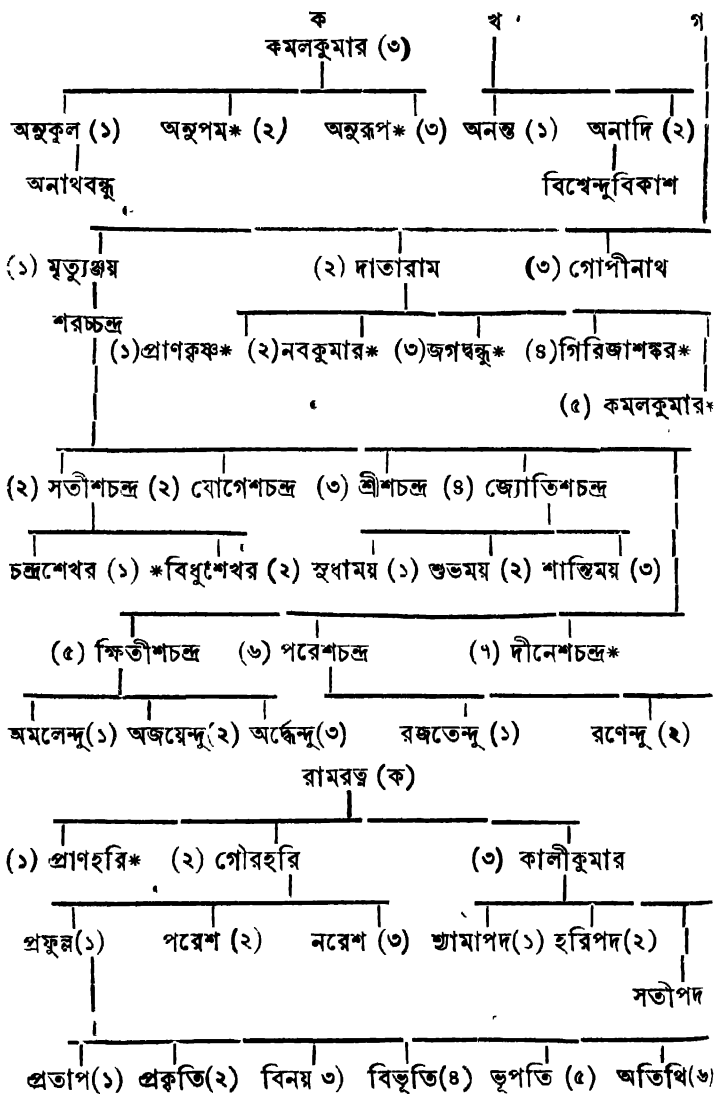 ক খ গ
কমলকুমার (৩)
অনুকূল (১) অনুপম* (২) অনুরূপ* (৩) অনন্ত (১) অনাদি (২)
অনাথবন্ধু বিশ্বেন্দুবিকাশ
(১) মৃত্যুঞ্জয় (২) দাতারাম (৩) গোপীনাথ
শরচ্চন্দ্র
(১)প্রাণকৃষ্ণ* (২)নবকুমার* (৩)জগদ্বন্ধু* (৪)গিরিজাশঙ্কর*
(৫) কমলকুমার*
(২) সতীশচন্দ্র (২) যোগেশচন্দ্র (৩) শ্রীশচন্দ্র (৪) জ্যোতিশচন্দ্র
চন্দ্রশেখর (১) *বিধুশেখর (২) সুধাময় (১) শুভময় (২) শান্তিময় (৩)
(৫) ক্ষিতীশচন্দ্র (৬) পরেশচন্দ্র (৭) দীনেশচন্দ্র*
অমলেন্দু(১) অজয়েন্দু(২) অর্দ্ধেন্দু(৩) রজতেন্দু (১) রণেন্দু (২)
রামরত্ন (ক)
(১) প্রাণহরি* (২) গৌরহরি (৩) কালীকুমার
প্রফুল্ল(১) পরেশ (২) নরেশ (৩) শ্যামাপদ(১) হরিপদ(২)
সতীপদ
প্রতাপ(১) প্রকৃতি(২) বিনয় ৩) বিভূতি(৪) ভূপতি (৫) অতিথি(৬)